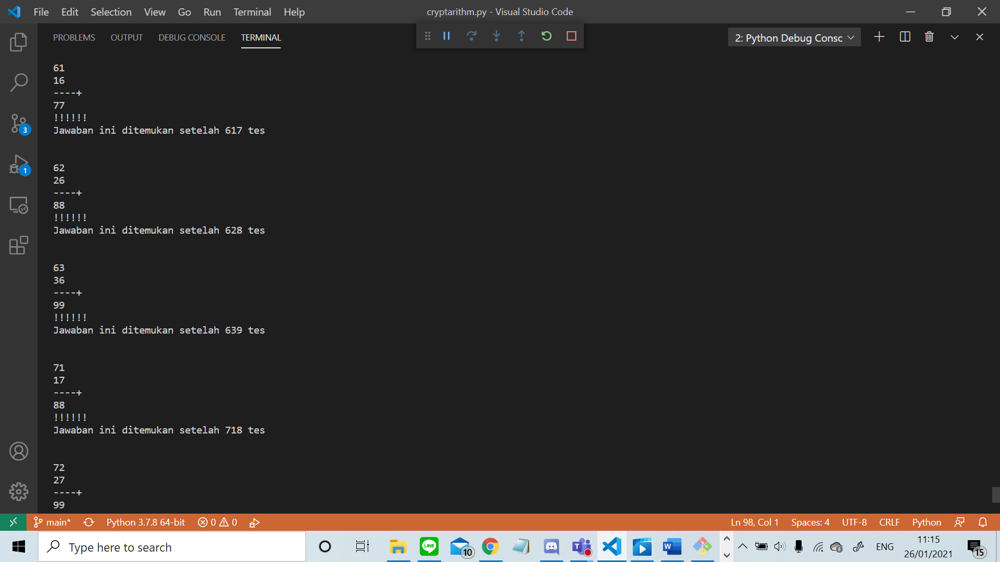 File Edit Selection View Go Run Terminal Help
cryptarithm.py - Visual Studio Code
PROBLEMS OUTPUT DEBUG CONSOLE TERMINAL
2: Python Debug Consc
61
16
----+
77
!!!!!!
Jawaban ini ditemukan setelah 617 tes
62
26
----+
88
!!!!!!
Jawaban ini ditemukan setelah 628 tes
63
36
----+
99
!!!!!!
Jawaban ini ditemukan setelah 639 tes
71
17
----+
88
!!!!!!
Jawaban ini ditemukan setelah 718 tes
72
27
----+
99
3
1
main* Python 3.7.8 64-bit 0 0
Ln 98, Col 1 Spaces: 4 UTF-8 CRLF Python
Type here to search
LINE
10
T
W
ENG
11:15
26/01/2021
15